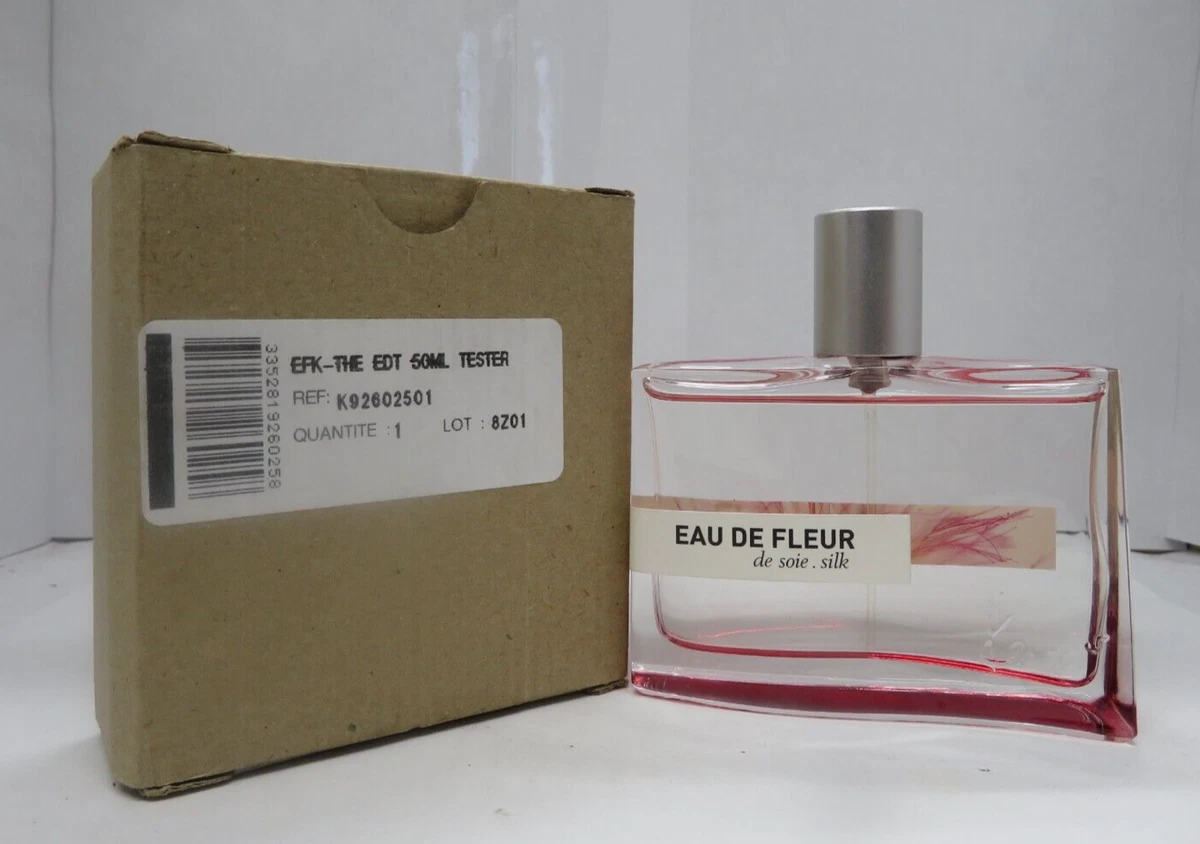 3352819260258
EFK-THE EDT 50ML TESTER
REF: K92602501
QUANTITE : 1 LOT : 8Z01
EAU DE FLEUR
de soie . silk